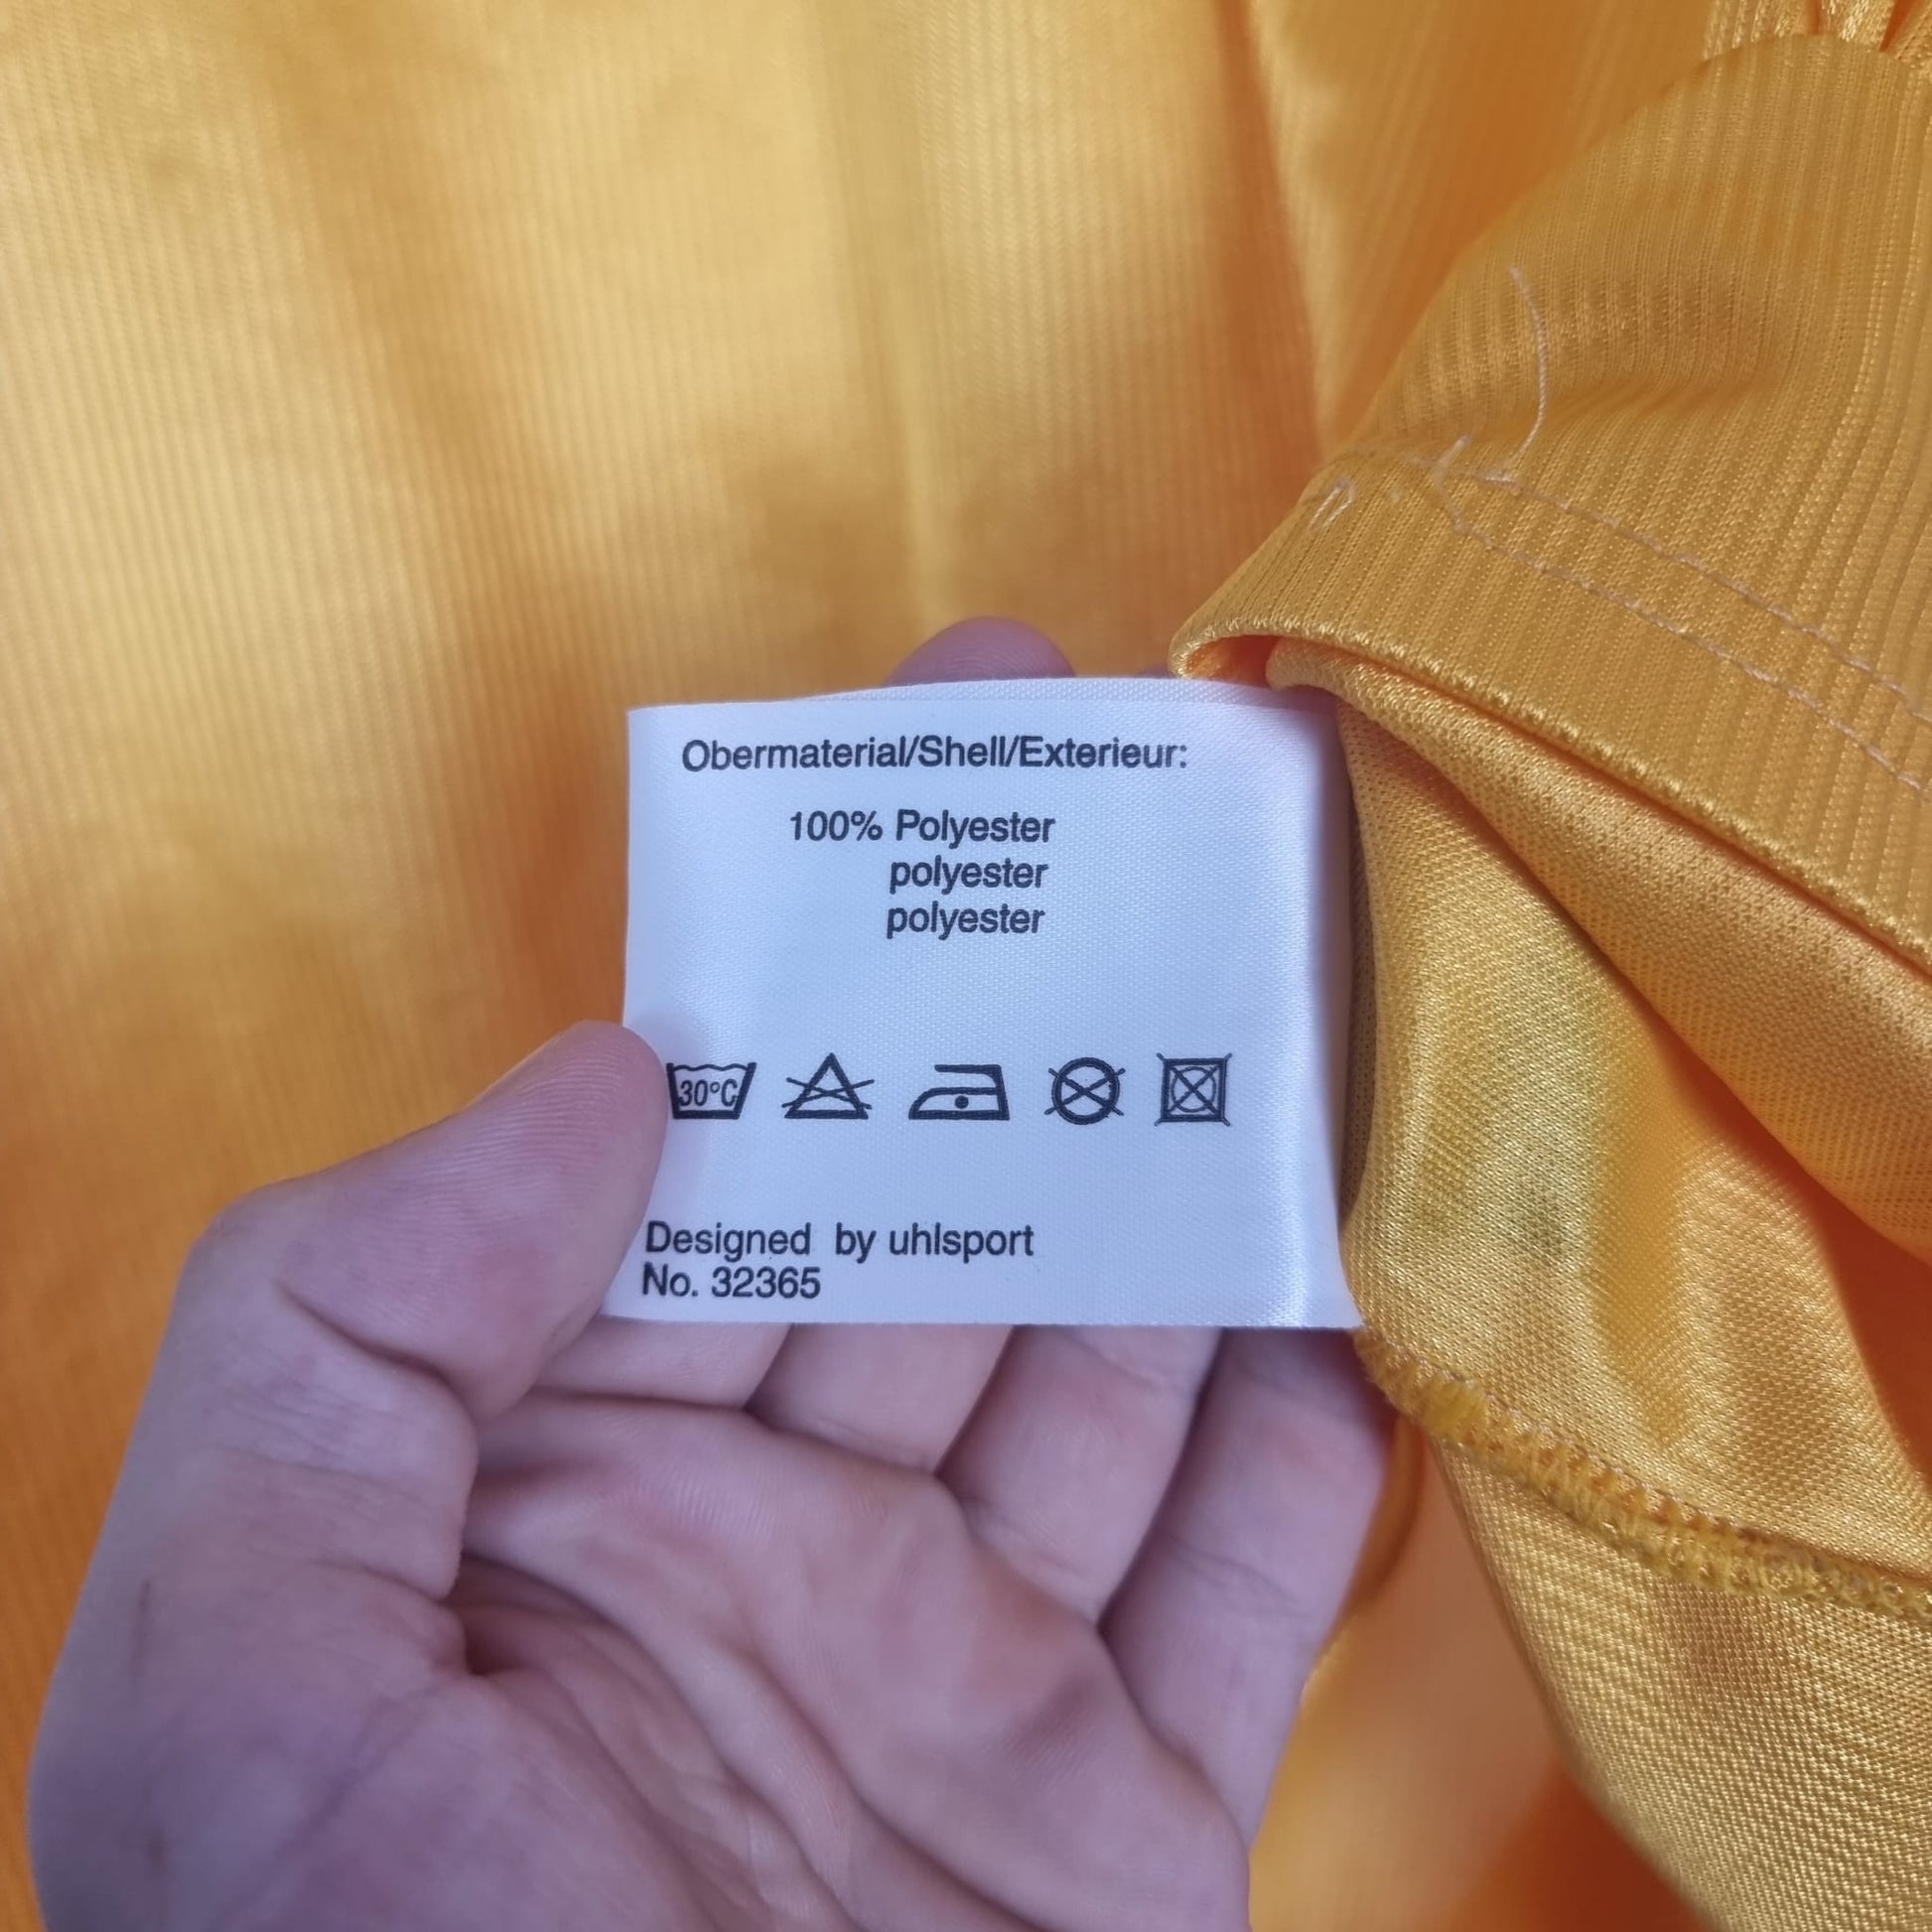 Obermaterial/Shell/Exterieur:
100% Polyester
polyester
polyester
30°C
Designed by uhlsport
No. 32365